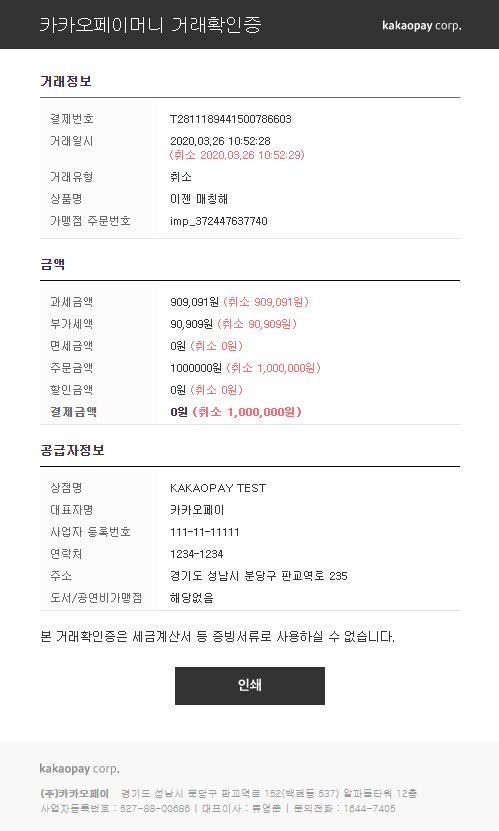 카카오페이머니 거래확인증
kakaopay corp.
거래정보
결제번호 T2811189441500786603
거래일시 2020.03.26 10:52:28
(취소 2020.03.26 10:52:29)
거래유형 취소
상품명 이젠 매칭해
가맹점 주문번호 imp_372447637740
금액
과세금액 909,091원 (취소 909,091원)
부가세액 90,909원 (취소 90,909원)
면세금액 0원 (취소 0원)
주문금액 1000000원 (취소 1,000,000원)
할인금액 0원 (취소 0원)
결제금액 0원 (취소 1,000,000원)
공급자정보
상점명 KAKAOPAY TEST
대표자명 카카오페이
사업자 등록번호 111-11-11111
연락처 1234-1234
주소 경기도 성남시 분당구 판교역로 235
도서/공연비가맹점 해당없음
본 거래확인증은 세금계산서 등 증빙서류로 사용하실 수 없습니다.
인쇄
kakaopay corp.
(주)카카오페이 경기도 성남시 분당구 판교역로 152(백현동 537) 알파돔타워 12층
사업자등록번호 : 527-88-00686 | 대표이사 : 류영준 | 문의전화 : 1644-7405